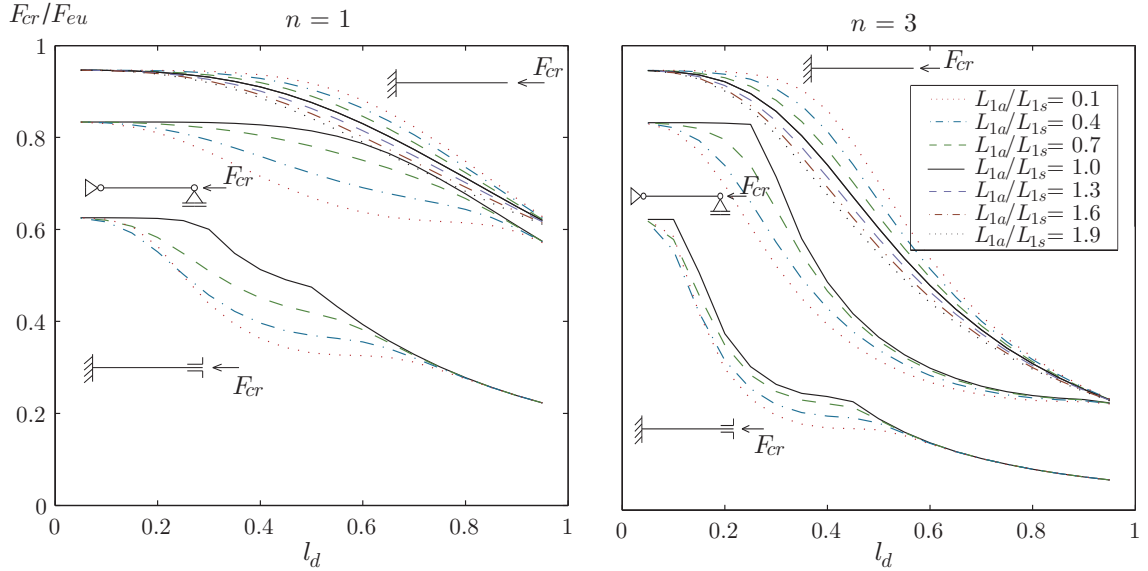 F_cr/F_eu
n = 1
1
0.8
0.6
0.4
0.2
0
F_cr
F_cr
F_cr
0 0.2 0.4 0.6 0.8 1
l_d
n = 3
F_cr
F_cr
F_cr
L_1a/L_1s= 0.1
L_1a/L_1s= 0.4
L_1a/L_1s= 0.7
L_1a/L_1s= 1.0
L_1a/L_1s= 1.3
L_1a/L_1s= 1.6
L_1a/L_1s= 1.9
0 0.2 0.4 0.6 0.8 1
l_d